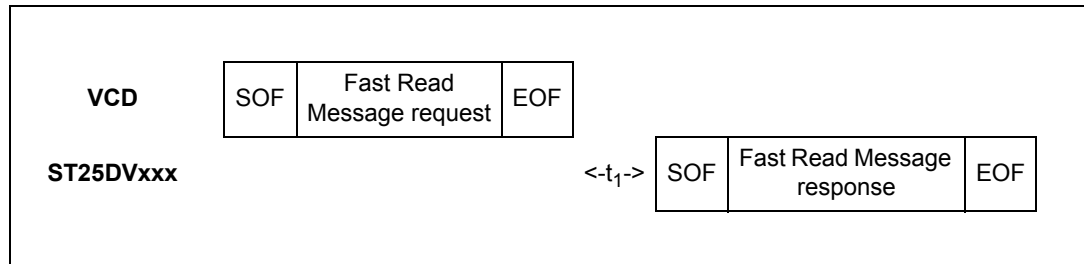 VCD SOF Fast Read Message request EOF
ST25DVxxx <-t1-> SOF Fast Read Message response EOF